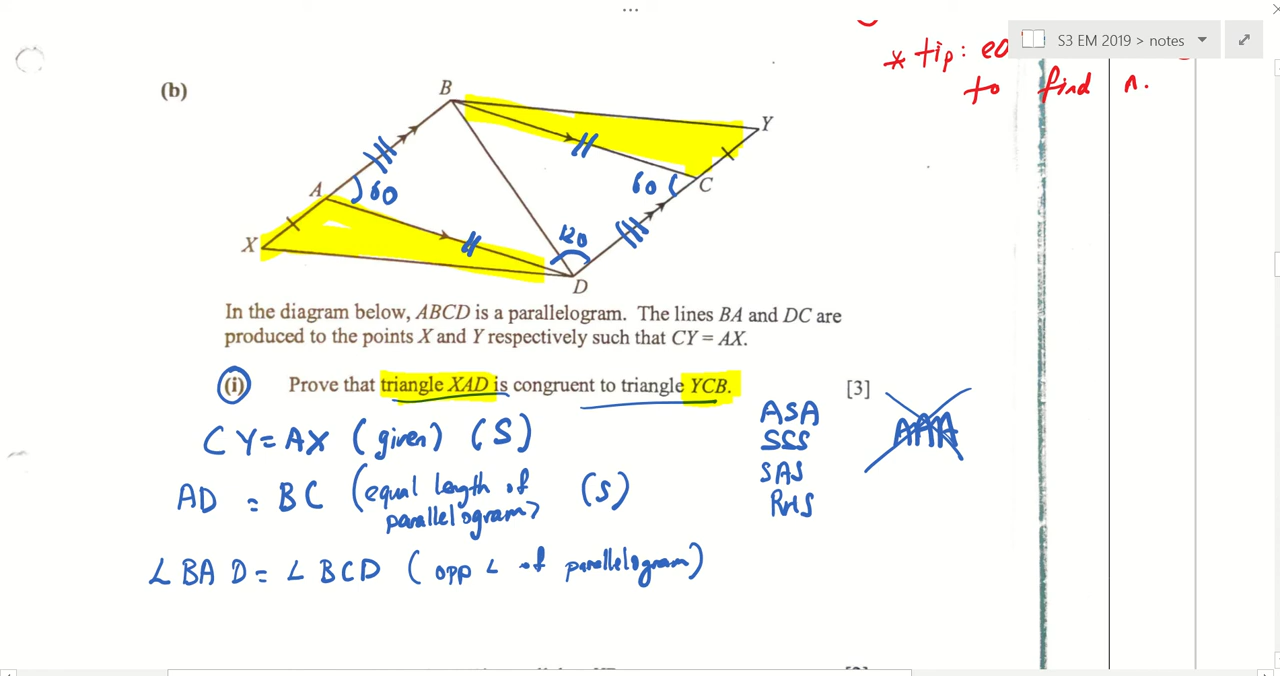 S3 EM 2019 > notes
* tip: eq
to find n.
(b)
B
Y
A
60
60
C
X
120
D
In the diagram below, ABCD is a parallelogram. The lines BA and DC are
produced to the points X and Y respectively such that CY = AX.
(i) Prove that triangle XAD is congruent to triangle YCB. [3]
CY = AX (given) (S)
AD = BC (equal length of
parallelogram) (S)
∠BAD = ∠BCD (opp ∠ of parallelogram)
ASA
SSS
SAS
RHS
AAA